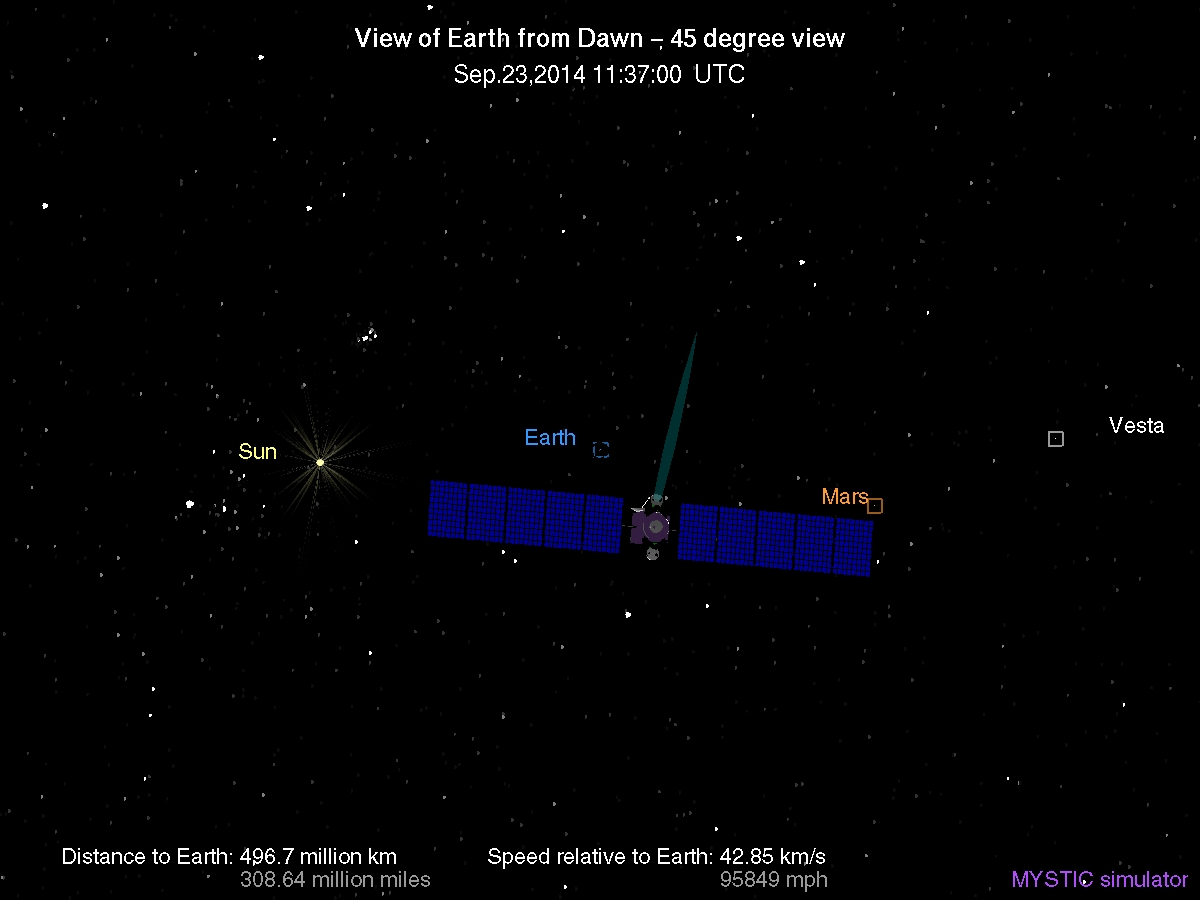 View of Earth from Dawn – 45 degree view
Sep.23,2014 11:37:00 UTC
Vesta
Earth
Sun
Mars
Distance to Earth: 496.7 million km
308.64 million miles
Speed relative to Earth: 42.85 km/s
95849 mph
MYSTIC simulator